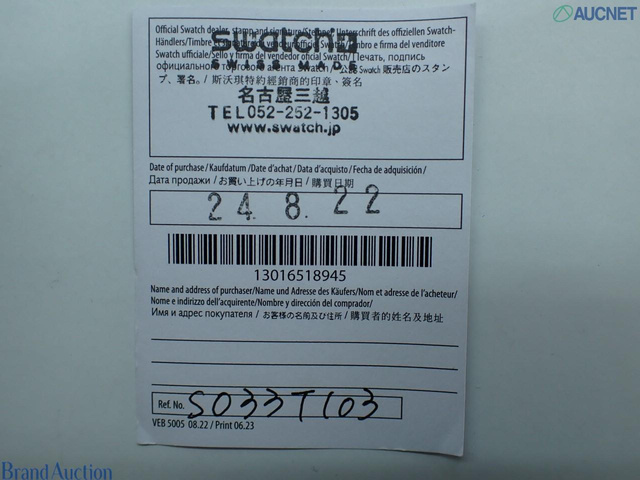 AUCNET
Official Swatch dealer, stamp and signature/Stempel, Unterschrift des offiziellen Swatch-
Händlers/Timbre et signature du vendeur officiel Swatch/Timbro e firma del venditore
Swatch ufficiale/Sello y firma del vendedor oficial Swatch/Печать, подпись
официального торгового агента Swatch/公認 Swatch 販売店のスタン
プ、署名。/ 斯沃琪特約經銷商的印章、簽名
swatch
SWISS MADE
名古屋三越
TEL052-252-1305
www.swatch.jp
Date of purchase/Kaufdatum/Date d'achat/Data d'acquisto/Fecha de adquisición/
Дата продажи / お買い上げの年月日 / 購買日期
24. 8. 22
13016518945
Name and address of purchaser/Name und Adresse des Käufers/Nom et adresse de l'acheteur/
Nome e indirizzo dell'acquirente/Nombre y dirección del comprador/
Имя и адрес покупателя / お客様の名前及び住所 / 購買者的姓名及地址
Ref. No. S033T103
VEB 5005 08.22 / Print 06.23
Brand Auction